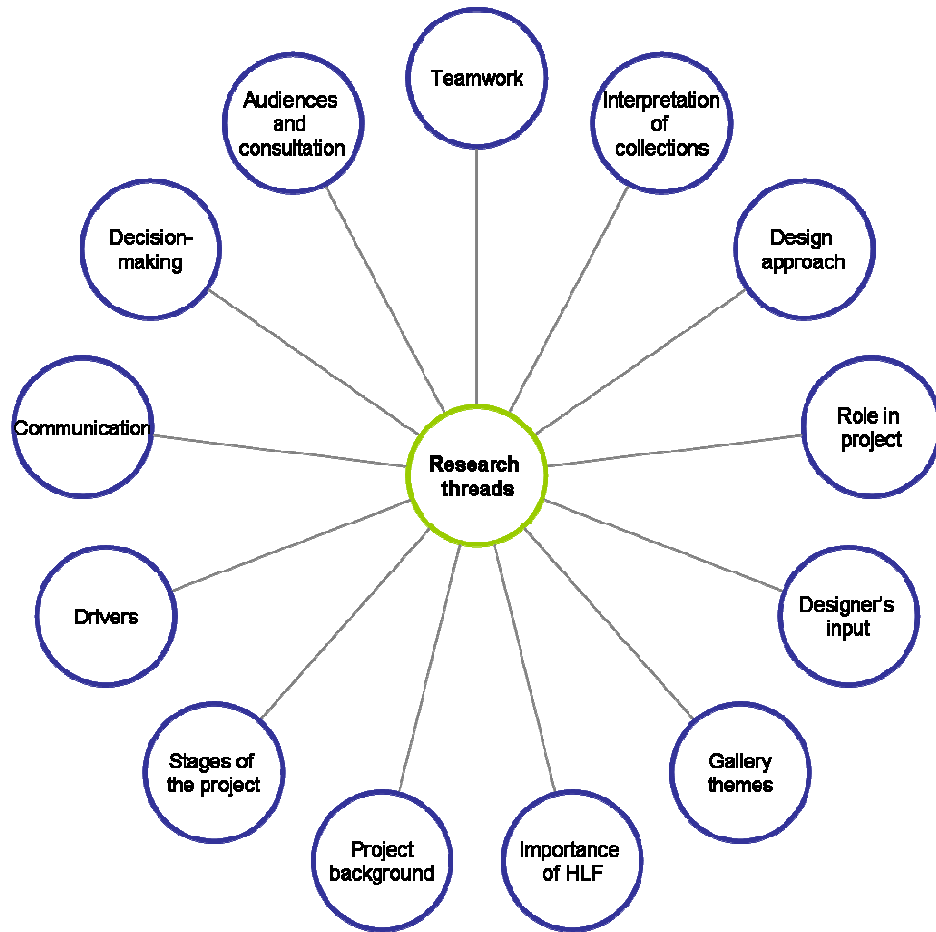 Teamwork
Interpretation
of
collections
Design
approach
Role in
project
Designer's
input
Gallery
themes
Importance
of HLF
Project
background
Stages of
the project
Drivers
Communication
Decision-
making
Audiences
and
consultation
Research
threads